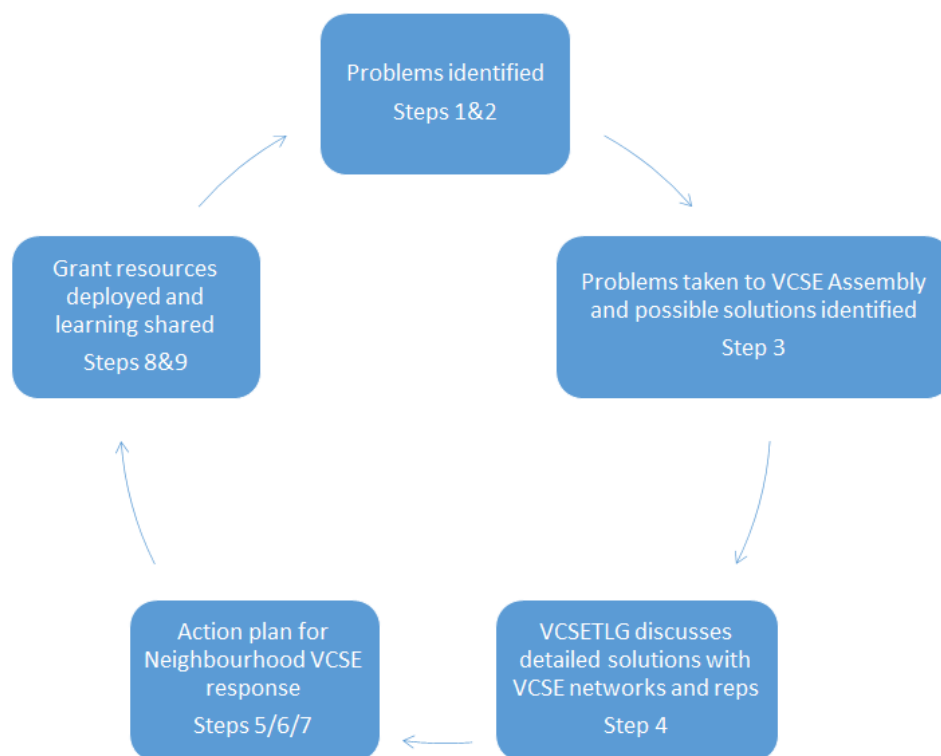 Problems identified
Steps 1&2
Problems taken to VCSE Assembly
and possible solutions identified
Step 3
VCSETLG discusses
detailed solutions with
VCSE networks and reps
Step 4
Action plan for
Neighbourhood VCSE
response
Steps 5/6/7
Grant resources
deployed and
learning shared
Steps 8&9